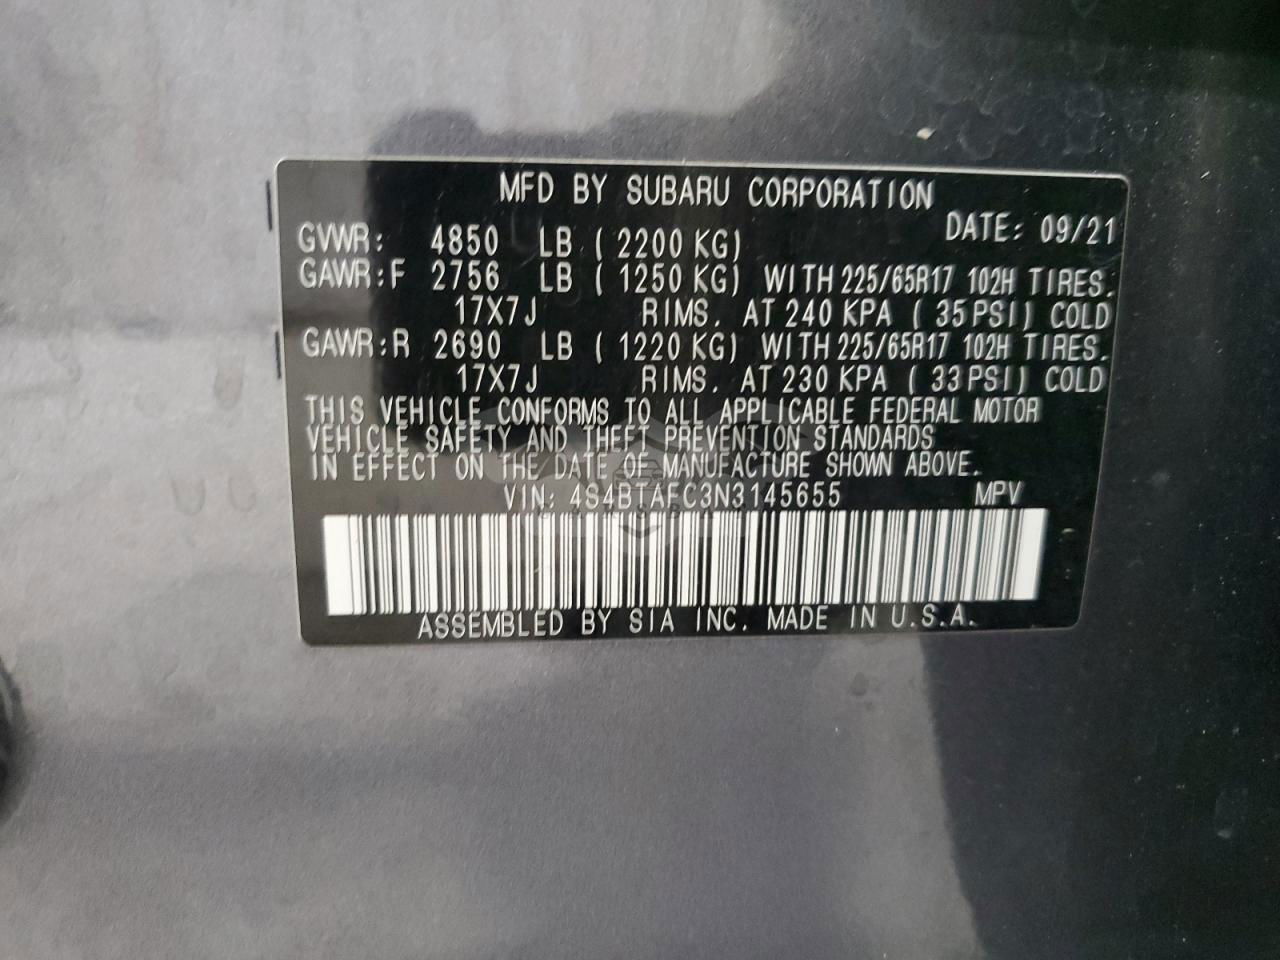 MFD BY SUBARU CORPORATION
DATE: 09/21
GVWR: 4850 LB ( 2200 KG)
GAWR:F 2756 LB ( 1250 KG) WITH 225/65R17 102H TIRES.
17X7J RIMS. AT 240 KPA ( 35 PSI) COLD
GAWR:R 2690 LB ( 1220 KG) WITH 225/65R17 102H TIRES.
17X7J RIMS. AT 230 KPA ( 33 PSI) COLD
THIS VEHICLE CONFORMS TO ALL APPLICABLE FEDERAL MOTOR
VEHICLE SAFETY AND THEFT PREVENTION STANDARDS
IN EFFECT ON THE DATE OF MANUFACTURE SHOWN ABOVE.
VIN: 4S4BTAFC3N3145655 MPV
ASSEMBLED BY SIA INC. MADE IN U.S.A.